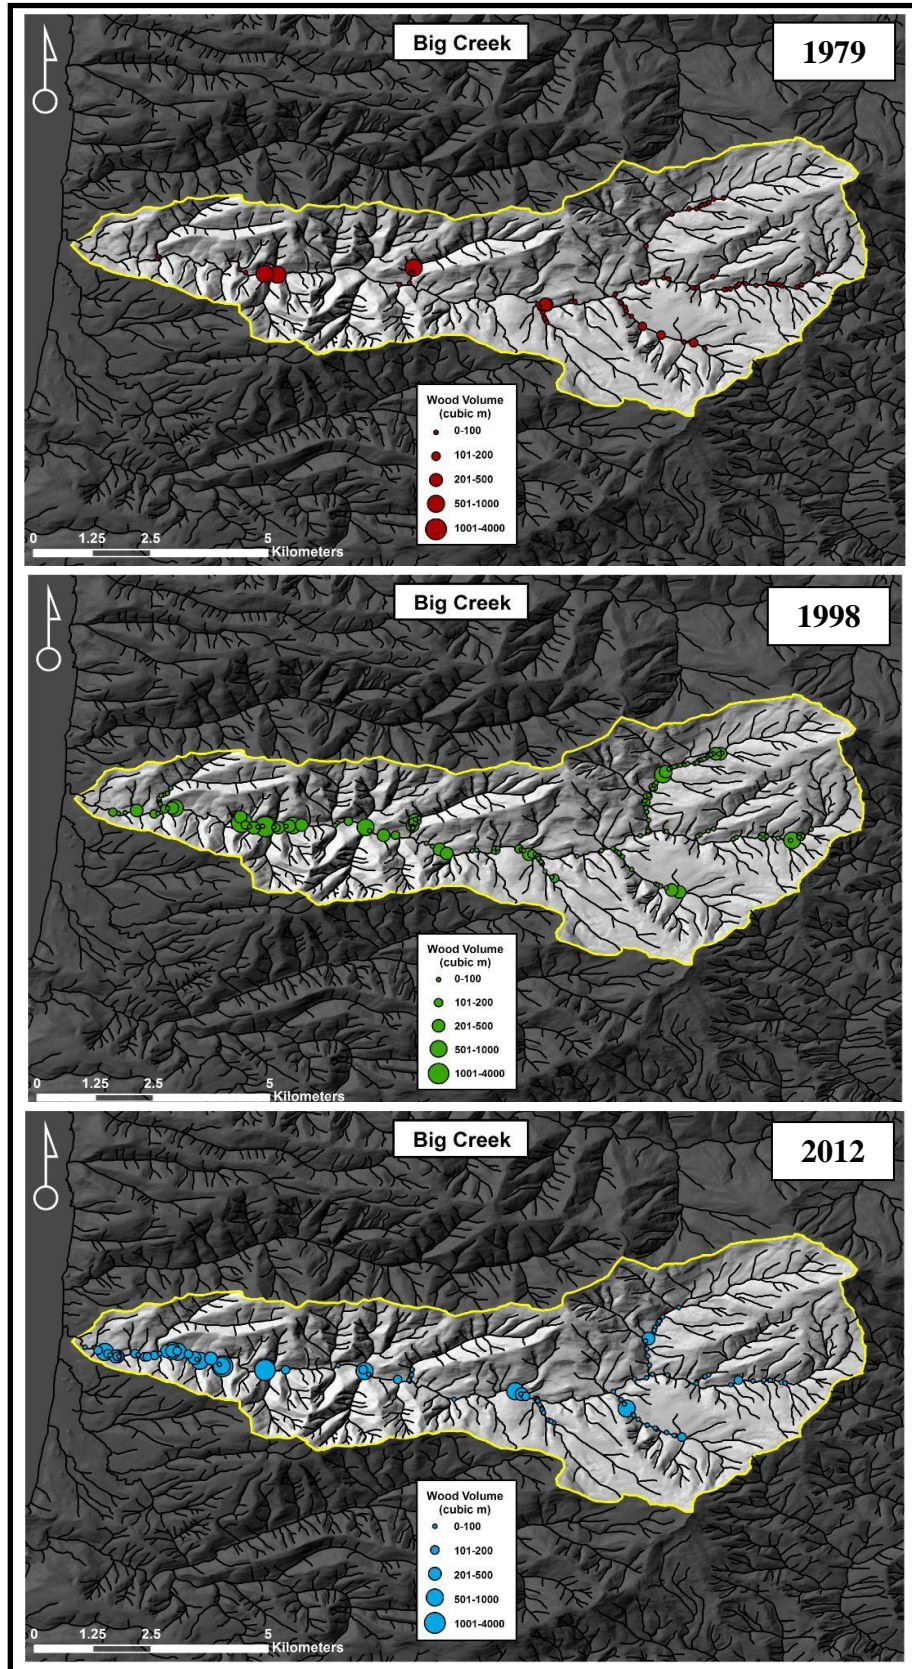 Big Creek
1979
Wood Volume
(cubic m)
0-100
101-200
201-500
501-1000
1001-4000
0 1.25 2.5 5
Kilometers
Big Creek
1998
Wood Volume
(cubic m)
0-100
101-200
201-500
501-1000
1001-4000
0 1.25 2.5 5
Kilometers
Big Creek
2012
Wood Volume
(cubic m)
0-100
101-200
201-500
501-1000
1001-4000
0 1.25 2.5 5
Kilometers